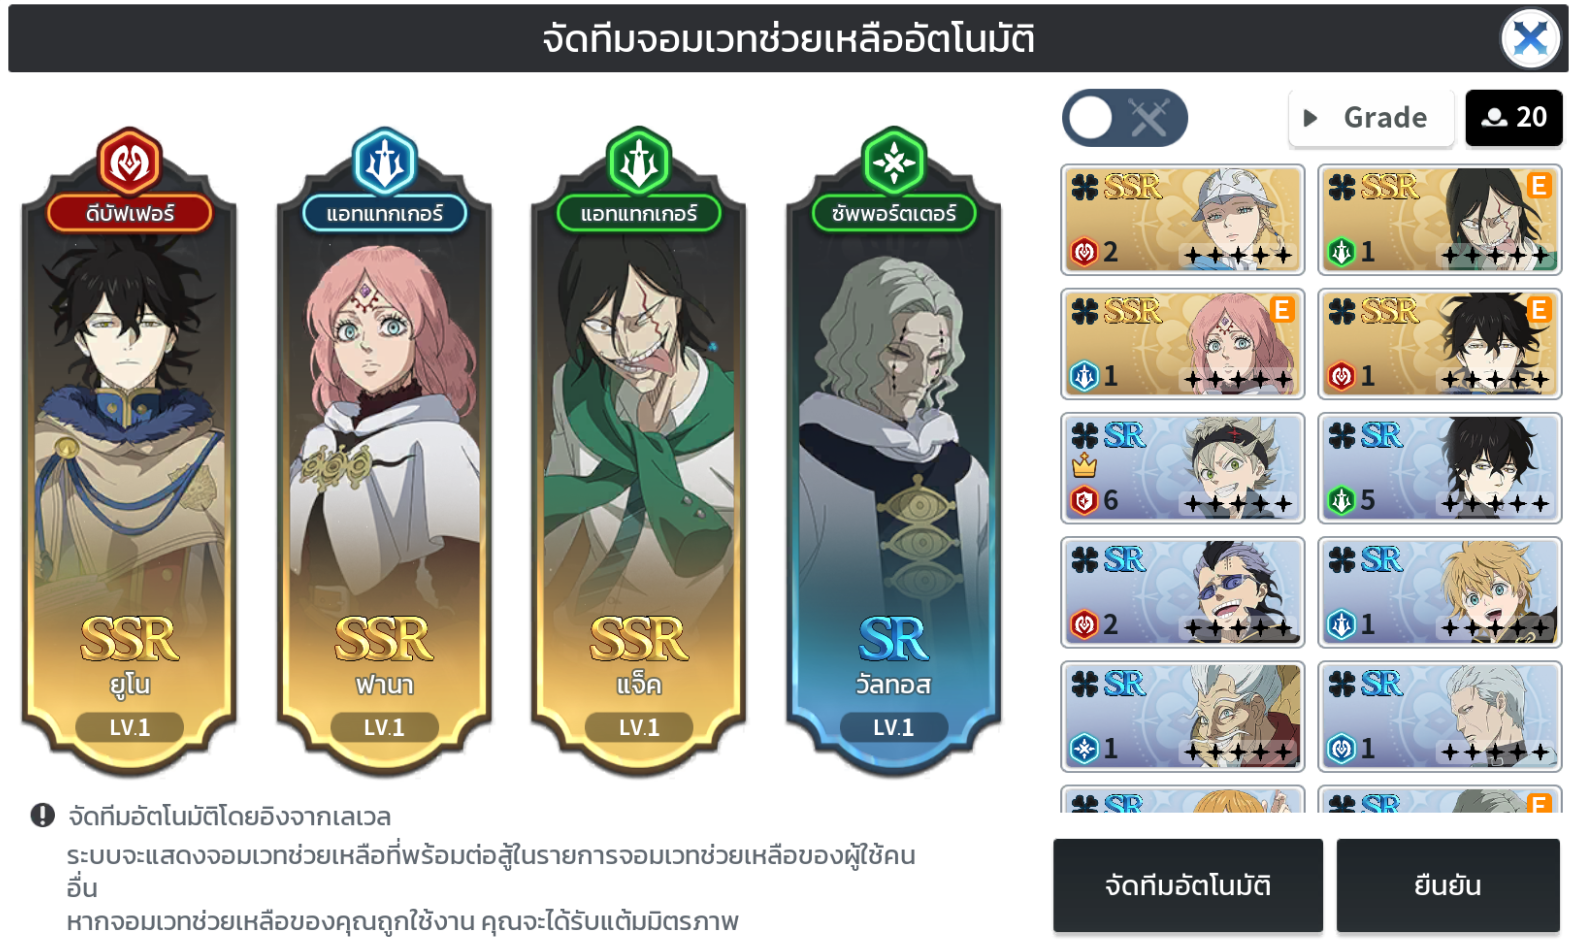 จัดทีมจอมเวทช่วยเหลืออัตโนมัติ
Grade
20
ดีบัฟเฟอร์
แอทแทกเกอร์
แอทแทกเกอร์
ซัพพอร์ตเตอร์
SSR
SSR
SSR
SR
ยูโน
ฟานา
แจ็ค
วัลทอส
LV.1
LV.1
LV.1
LV.1
SSR
2
SSR
E
1
SSR
E
1
SSR
E
1
SR
6
SR
5
SR
2
SR
1
SR
1
SR
1
SR
SR
E
จัดทีมอัตโนมัติโดยอิงจากเลเวล
ระบบจะแสดงจอมเวทช่วยเหลือที่พร้อมต่อสู้ในรายการจอมเวทช่วยเหลือของผู้ใช้คน
อื่น
หากจอมเวทช่วยเหลือของคุณถูกใช้งาน คุณจะได้รับแต้มมิตรภาพ
จัดทีมอัตโนมัติ
ยืนยัน